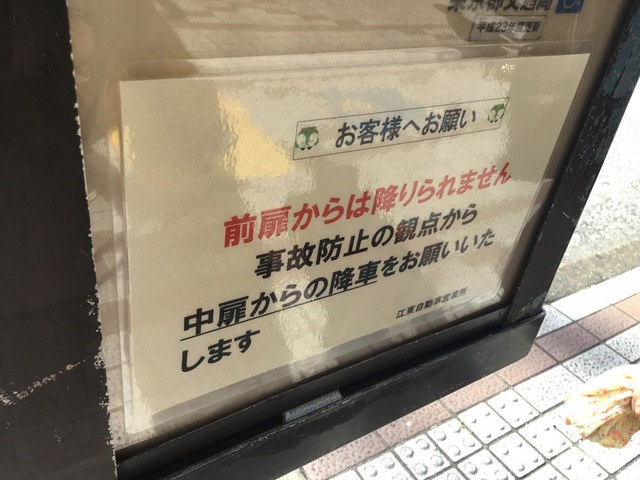 東京都交通局
平成23年度更新
お客様へお願い
前扉からは降りられません
事故防止の観点から
中扉からの降車をお願いいた
します
江東自動車営業所